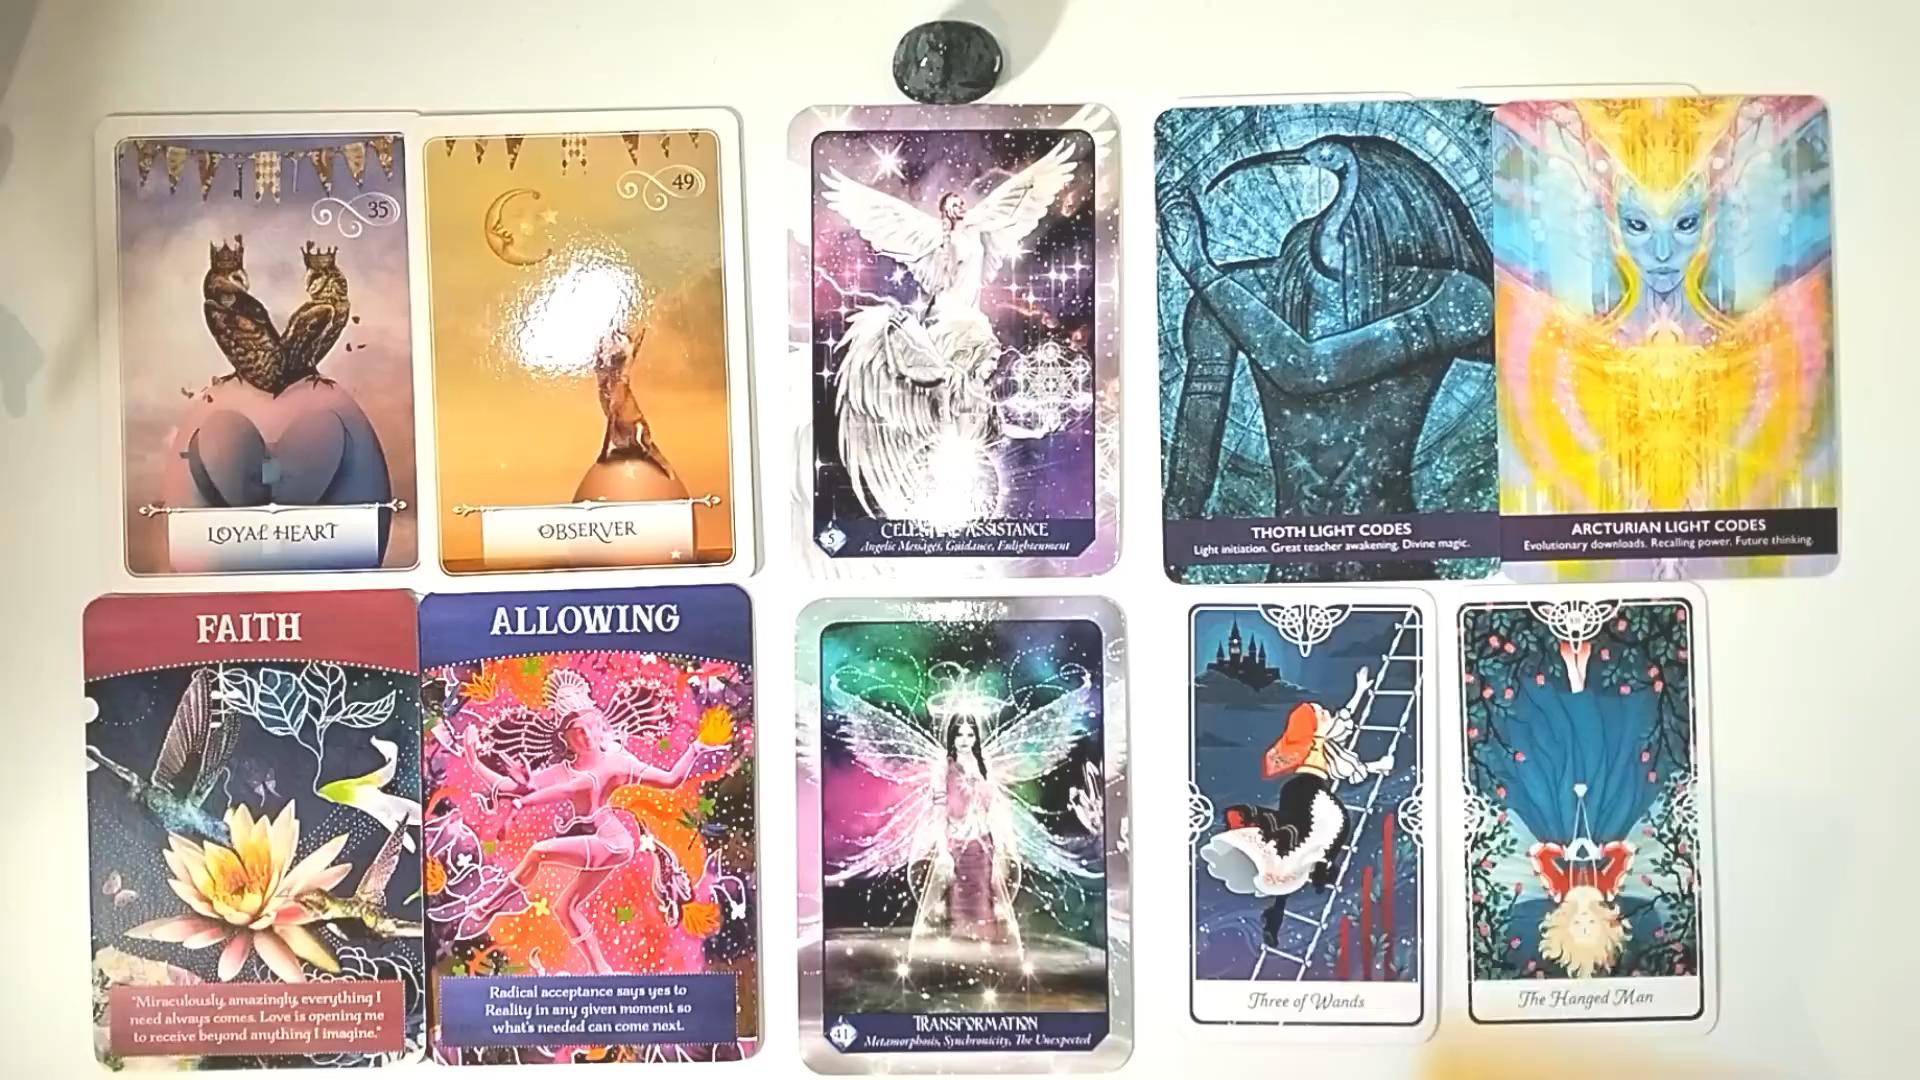 35
LOYAL HEART
49
OBSERVER
5
CELESTIAL ASSISTANCE
Angelic Messages, Guidance, Enlightenment
THOTH LIGHT CODES
Light initiation. Great teacher awakening. Divine magic.
ARCTURIAN LIGHT CODES
Evolutionary downloads. Recalling power. Future thinking.
FAITH
"Miraculously, amazingly, everything I
need always comes. Love is opening me
to receive beyond anything I imagine."
ALLOWING
Radical acceptance says yes to
Reality in any given moment so
what's needed can come next.
41
TRANSFORMATION
Metamorphosis, Synchronicity, The Unexpected
Three of Wands
XII
The Hanged Man